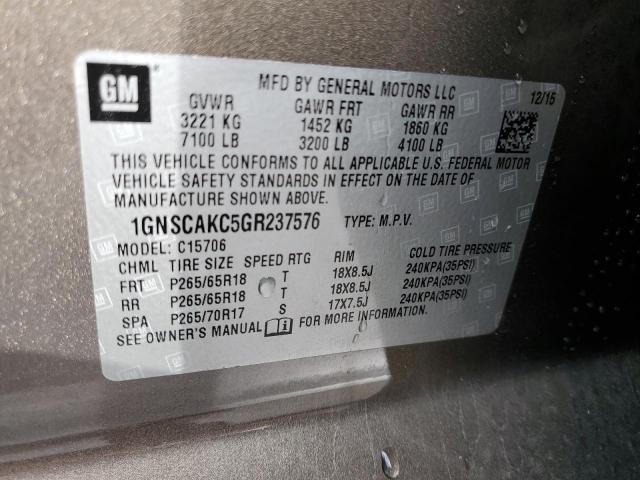 GM
MFD BY GENERAL MOTORS LLC
12/15
GVWR GAWR FRT GAWR RR
3221 KG 1452 KG 1860 KG
7100 LB 3200 LB 4100 LB
THIS VEHICLE CONFORMS TO ALL APPLICABLE U.S. FEDERAL MOTOR
VEHICLE SAFETY STANDARDS IN EFFECT ON THE DATE OF
MANUFACTURE SHOWN ABOVE.
1GNSCAKC5GR237576 TYPE: M.P.V.
MODEL: C15706
CHML TIRE SIZE SPEED RTG RIM COLD TIRE PRESSURE
FRT P265/65R18 T 18X8.5J 240KPA(35PSI)
RR P265/65R18 T 18X8.5J 240KPA(35PSI)
SPA P265/70R17 S 17X7.5J 240KPA(35PSI)
SEE OWNER'S MANUAL FOR MORE INFORMATION.